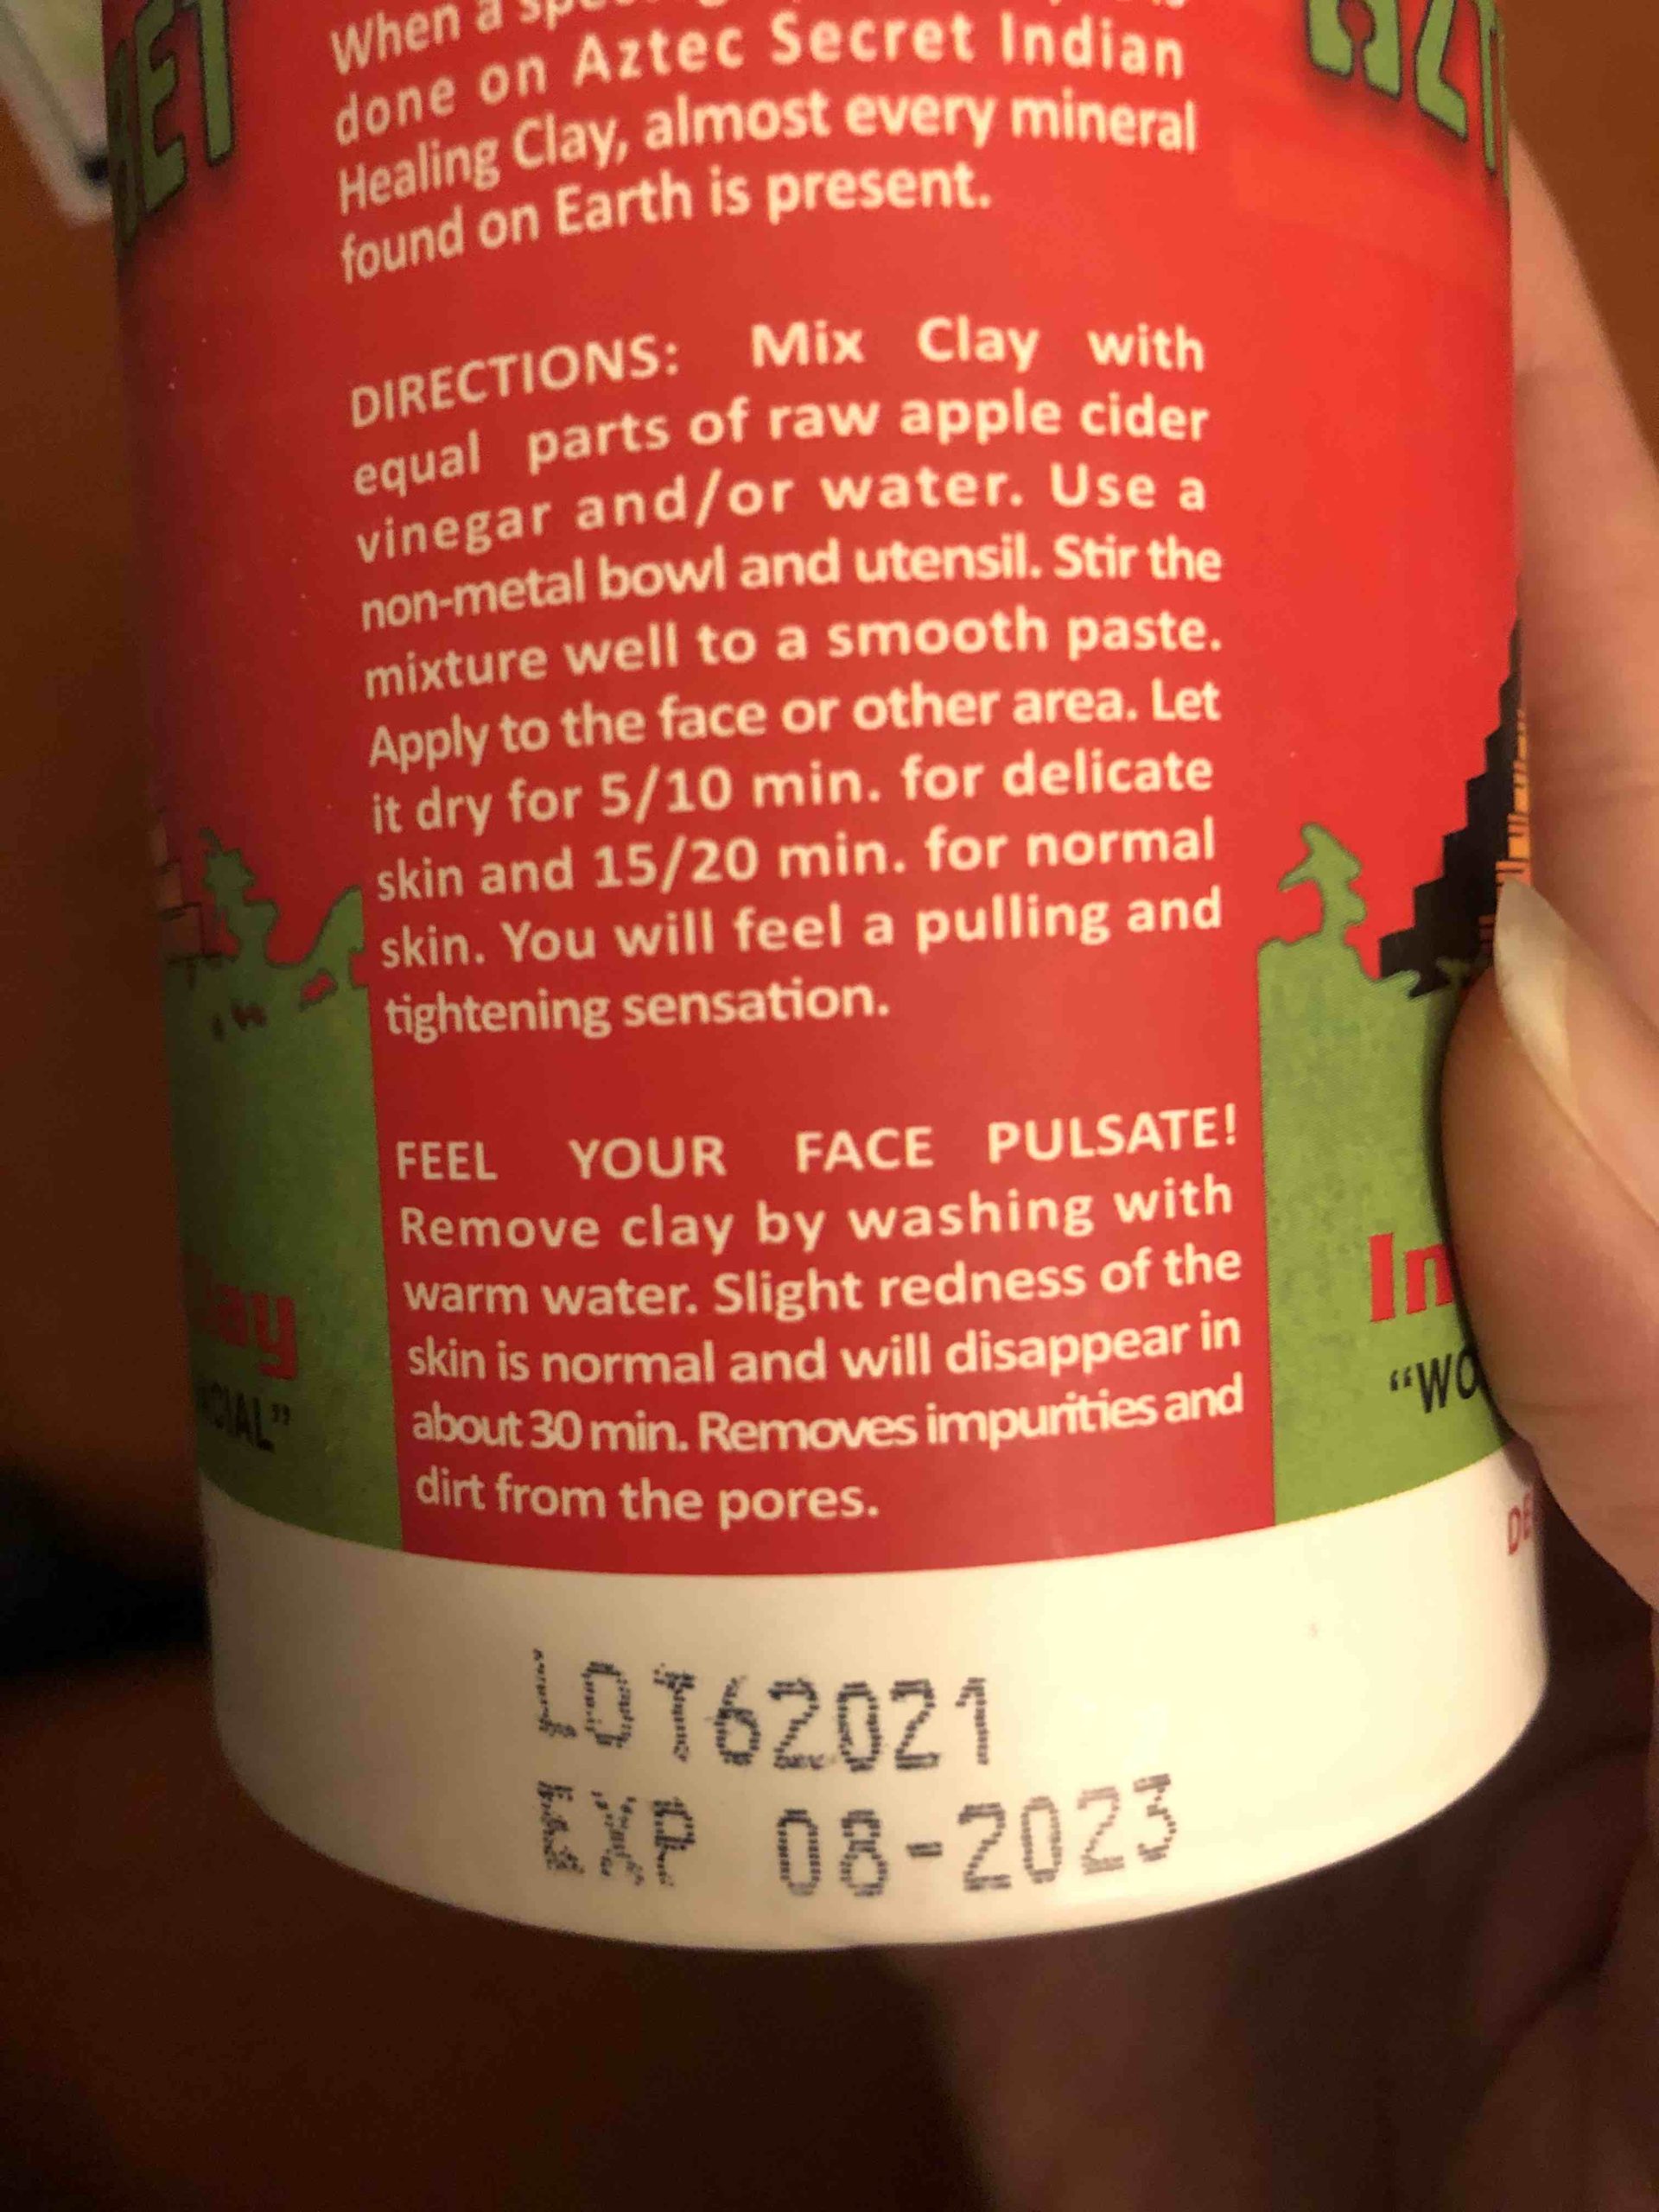 When a
done on Aztec Secret Indian
Healing Clay, almost every mineral
found on Earth is present.
DIRECTIONS: Mix Clay with
equal parts of raw apple cider
vinegar and/or water. Use a
non-metal bowl and utensil. Stir the
mixture well to a smooth paste.
Apply to the face or other area. Let
it dry for 5/10 min. for delicate
skin and 15/20 min. for normal
skin. You will feel a pulling and
tightening sensation.
FEEL YOUR FACE PULSATE!
Remove clay by washing with
warm water. Slight redness of the
skin is normal and will disappear in
about 30 min. Removes impurities and
dirt from the pores.
LOT62021
EXP 08-2023